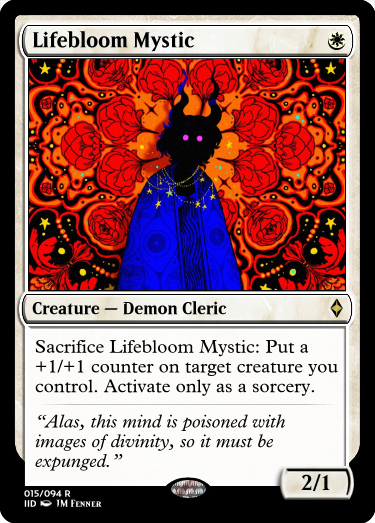 Lifebloom Mystic
Creature — Demon Cleric
Sacrifice Lifebloom Mystic: Put a
+1/+1 counter on target creature you
control. Activate only as a sorcery.
“Alas, this mind is poisoned with
images of divinity, so it must be
expunged.”
2/1
015/094 R
IID JM Fenner